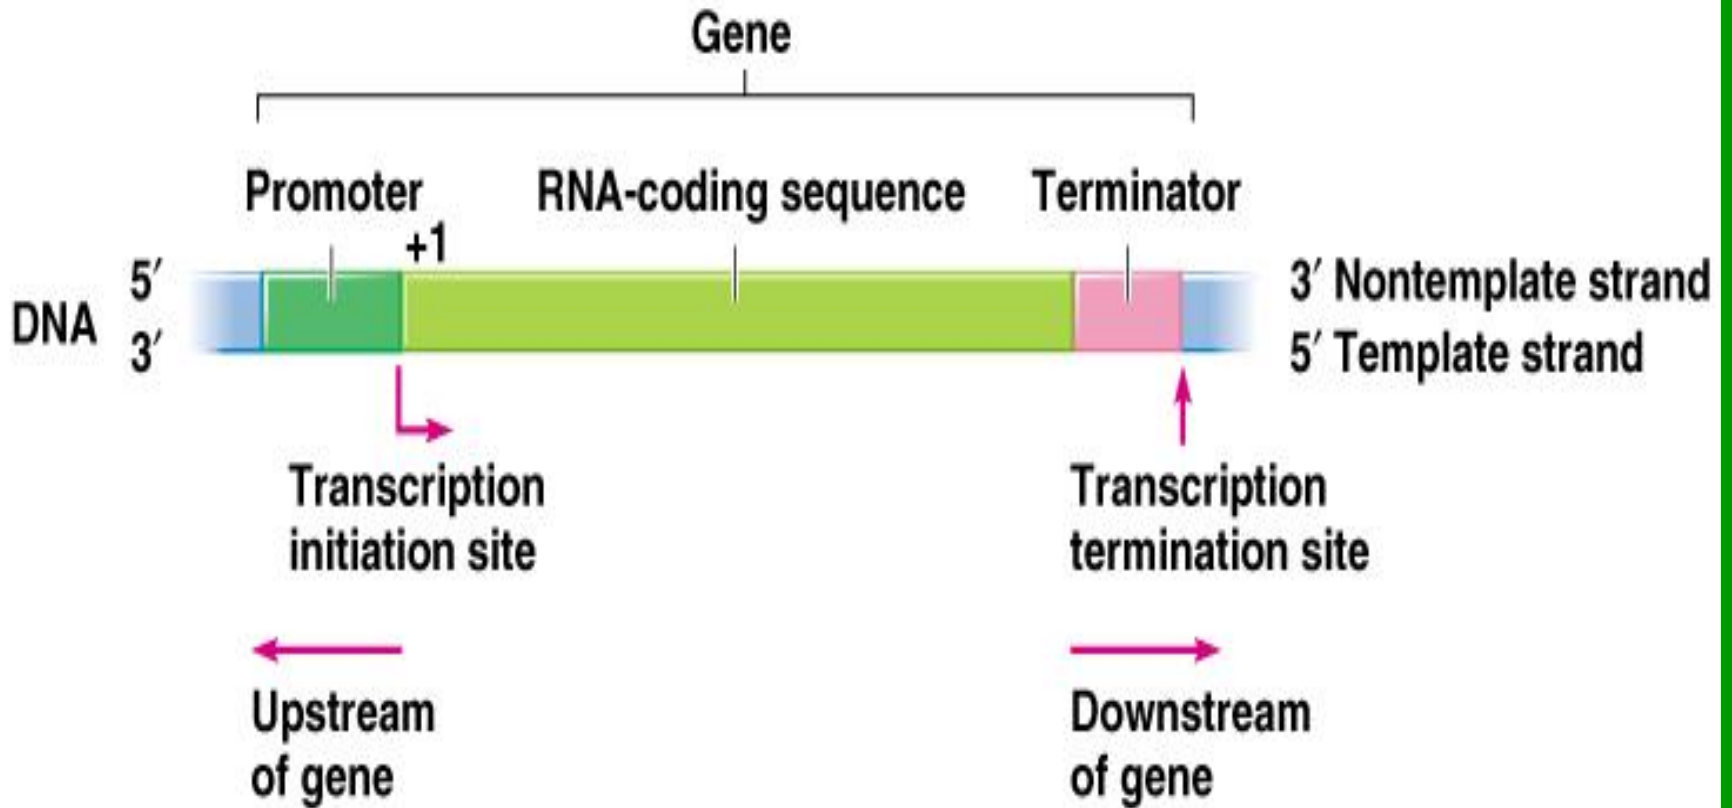 Gene
Promoter
RNA-coding sequence
Terminator
+1
5′
3′ Nontemplate strand
DNA
3′
5′ Template strand
Transcription
initiation site
Transcription
termination site
Upstream
of gene
Downstream
of gene